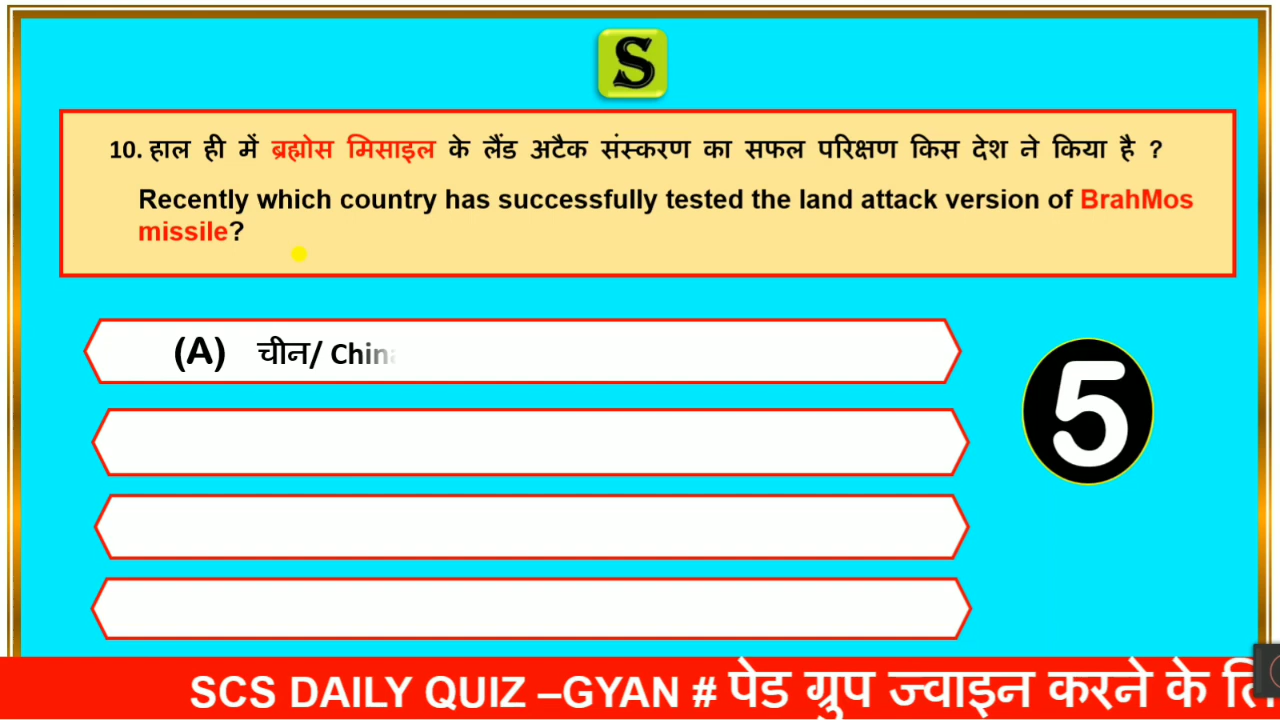 S
10. हाल ही में ब्रह्मोस मिसाइल के लैंड अटैक संस्करण का सफल परिक्षण किस देश ने किया है ?
Recently which country has successfully tested the land attack version of BrahMos
missile?
(A) चीन/ China
5
SCS DAILY QUIZ –GYAN # पेड ग्रुप ज्वाइन करने के